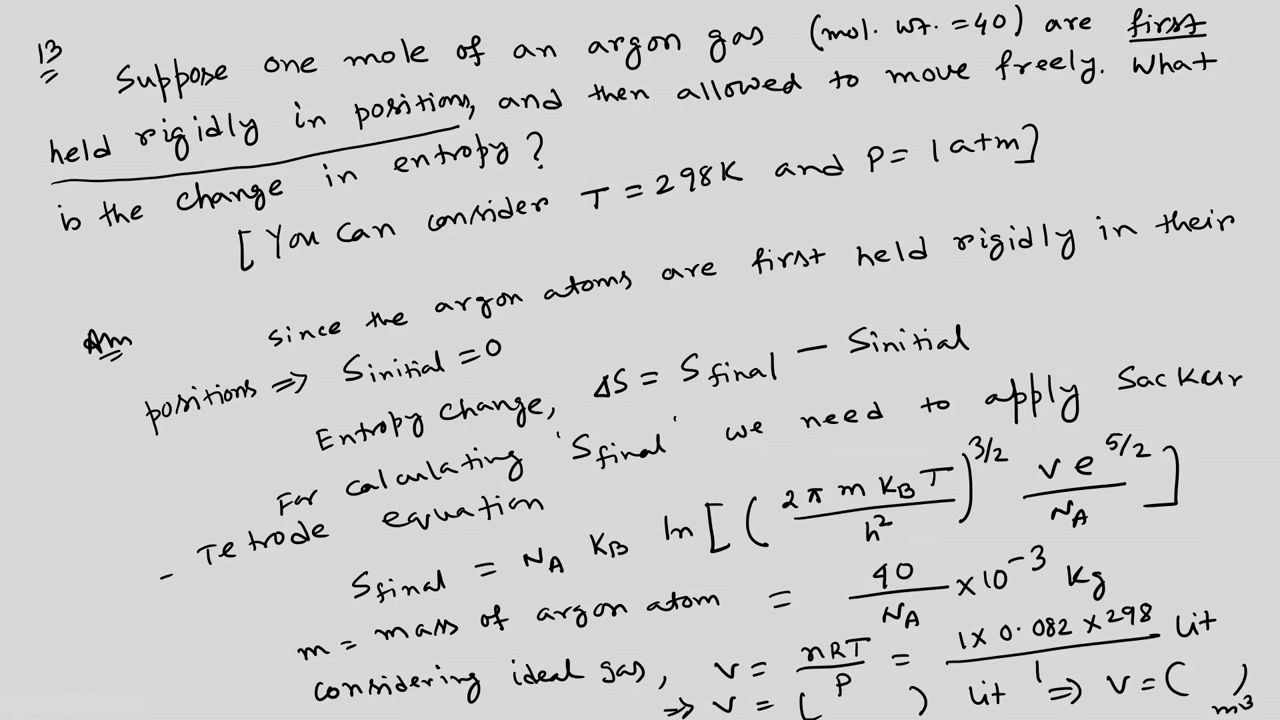 13 Suppose one mole of an argon gas (mol. wt. = 40) are first
held rigidly in positions, and then allowed to move freely. What
is the change in entropy?
[You can consider T = 298K and P = 1 atm]
Ans since the argon atoms are first held rigidly in their
positions => Sinitial = 0
Entropy change, ΔS = Sfinal - Sinitial
For calculating 'Sfinal' we need to apply Sackur
- Tetrode equation
Sfinal = NA KB ln [ ( 2π m KB T / h² )^3/2 V e^5/2 / NA ]
m = mass of argon atom = 40 / NA × 10^-3 Kg
considering ideal gas, V = nRT / P = 1 × 0.082 × 298 / 1 Lit
=> V = ( ) Lit => V = ( ) m³